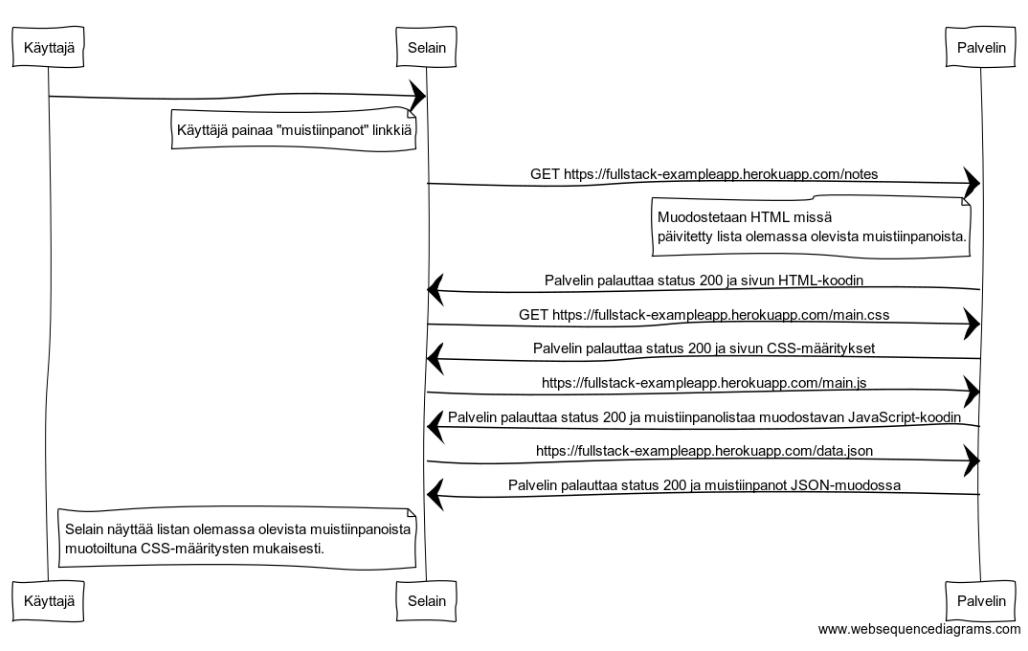 Käyttäjä
Selain
Palvelin
Käyttäjä painaa "muistiinpanot" linkkiä
GET https://fullstack-exampleapp.herokuapp.com/notes
Muodostetaan HTML missä
päivitetty lista olemassa olevista muistiinpanoista.
Palvelin palauttaa status 200 ja sivun HTML-koodin
GET https://fullstack-exampleapp.herokuapp.com/main.css
Palvelin palauttaa status 200 ja sivun CSS-määritykset
https://fullstack-exampleapp.herokuapp.com/main.js
Palvelin palauttaa status 200 ja muistiinpanolistaa muodostavan JavaScript-koodin
https://fullstack-exampleapp.herokuapp.com/data.json
Palvelin palauttaa status 200 ja muistiinpanot JSON-muodossa
Selain näyttää listan olemassa olevista muistiinpanoista
muotoiltuna CSS-määritysten mukaisesti.
Käyttäjä
Selain
Palvelin
www.websequencediagrams.com